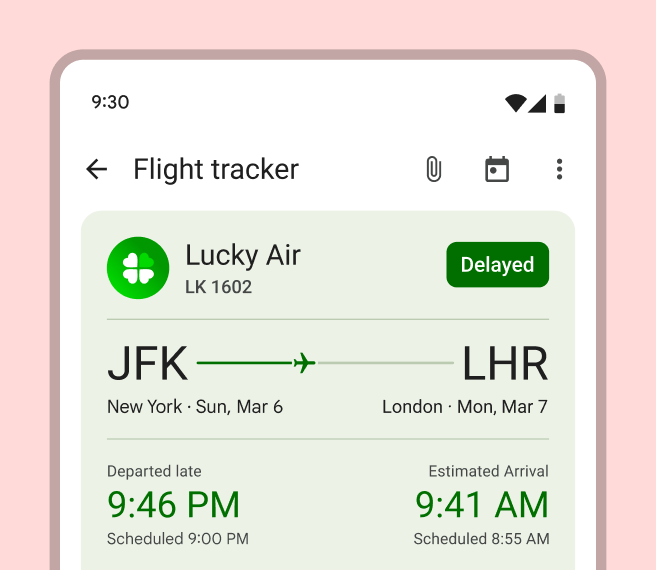 9:30
Flight tracker
Lucky Air
LK 1602
Delayed
JFK LHR
New York · Sun, Mar 6 London · Mon, Mar 7
Departed late Estimated Arrival
9:46 PM 9:41 AM
Scheduled 9:00 PM Scheduled 8:55 AM